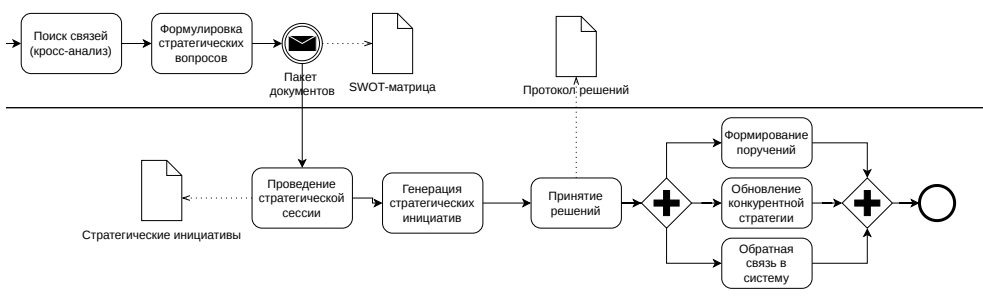 Поиск связей
(кросс-анализ)
Формулировка
стратегических
вопросов
Пакет
документов
SWOT-матрица
Протокол решений
Стратегические инициативы
Проведение
стратегической
сессии
Генерация
стратегических
инициатив
Принятие
решений
Формирование
поручений
Обновление
конкурентной
стратегии
Обратная
связь в
систему